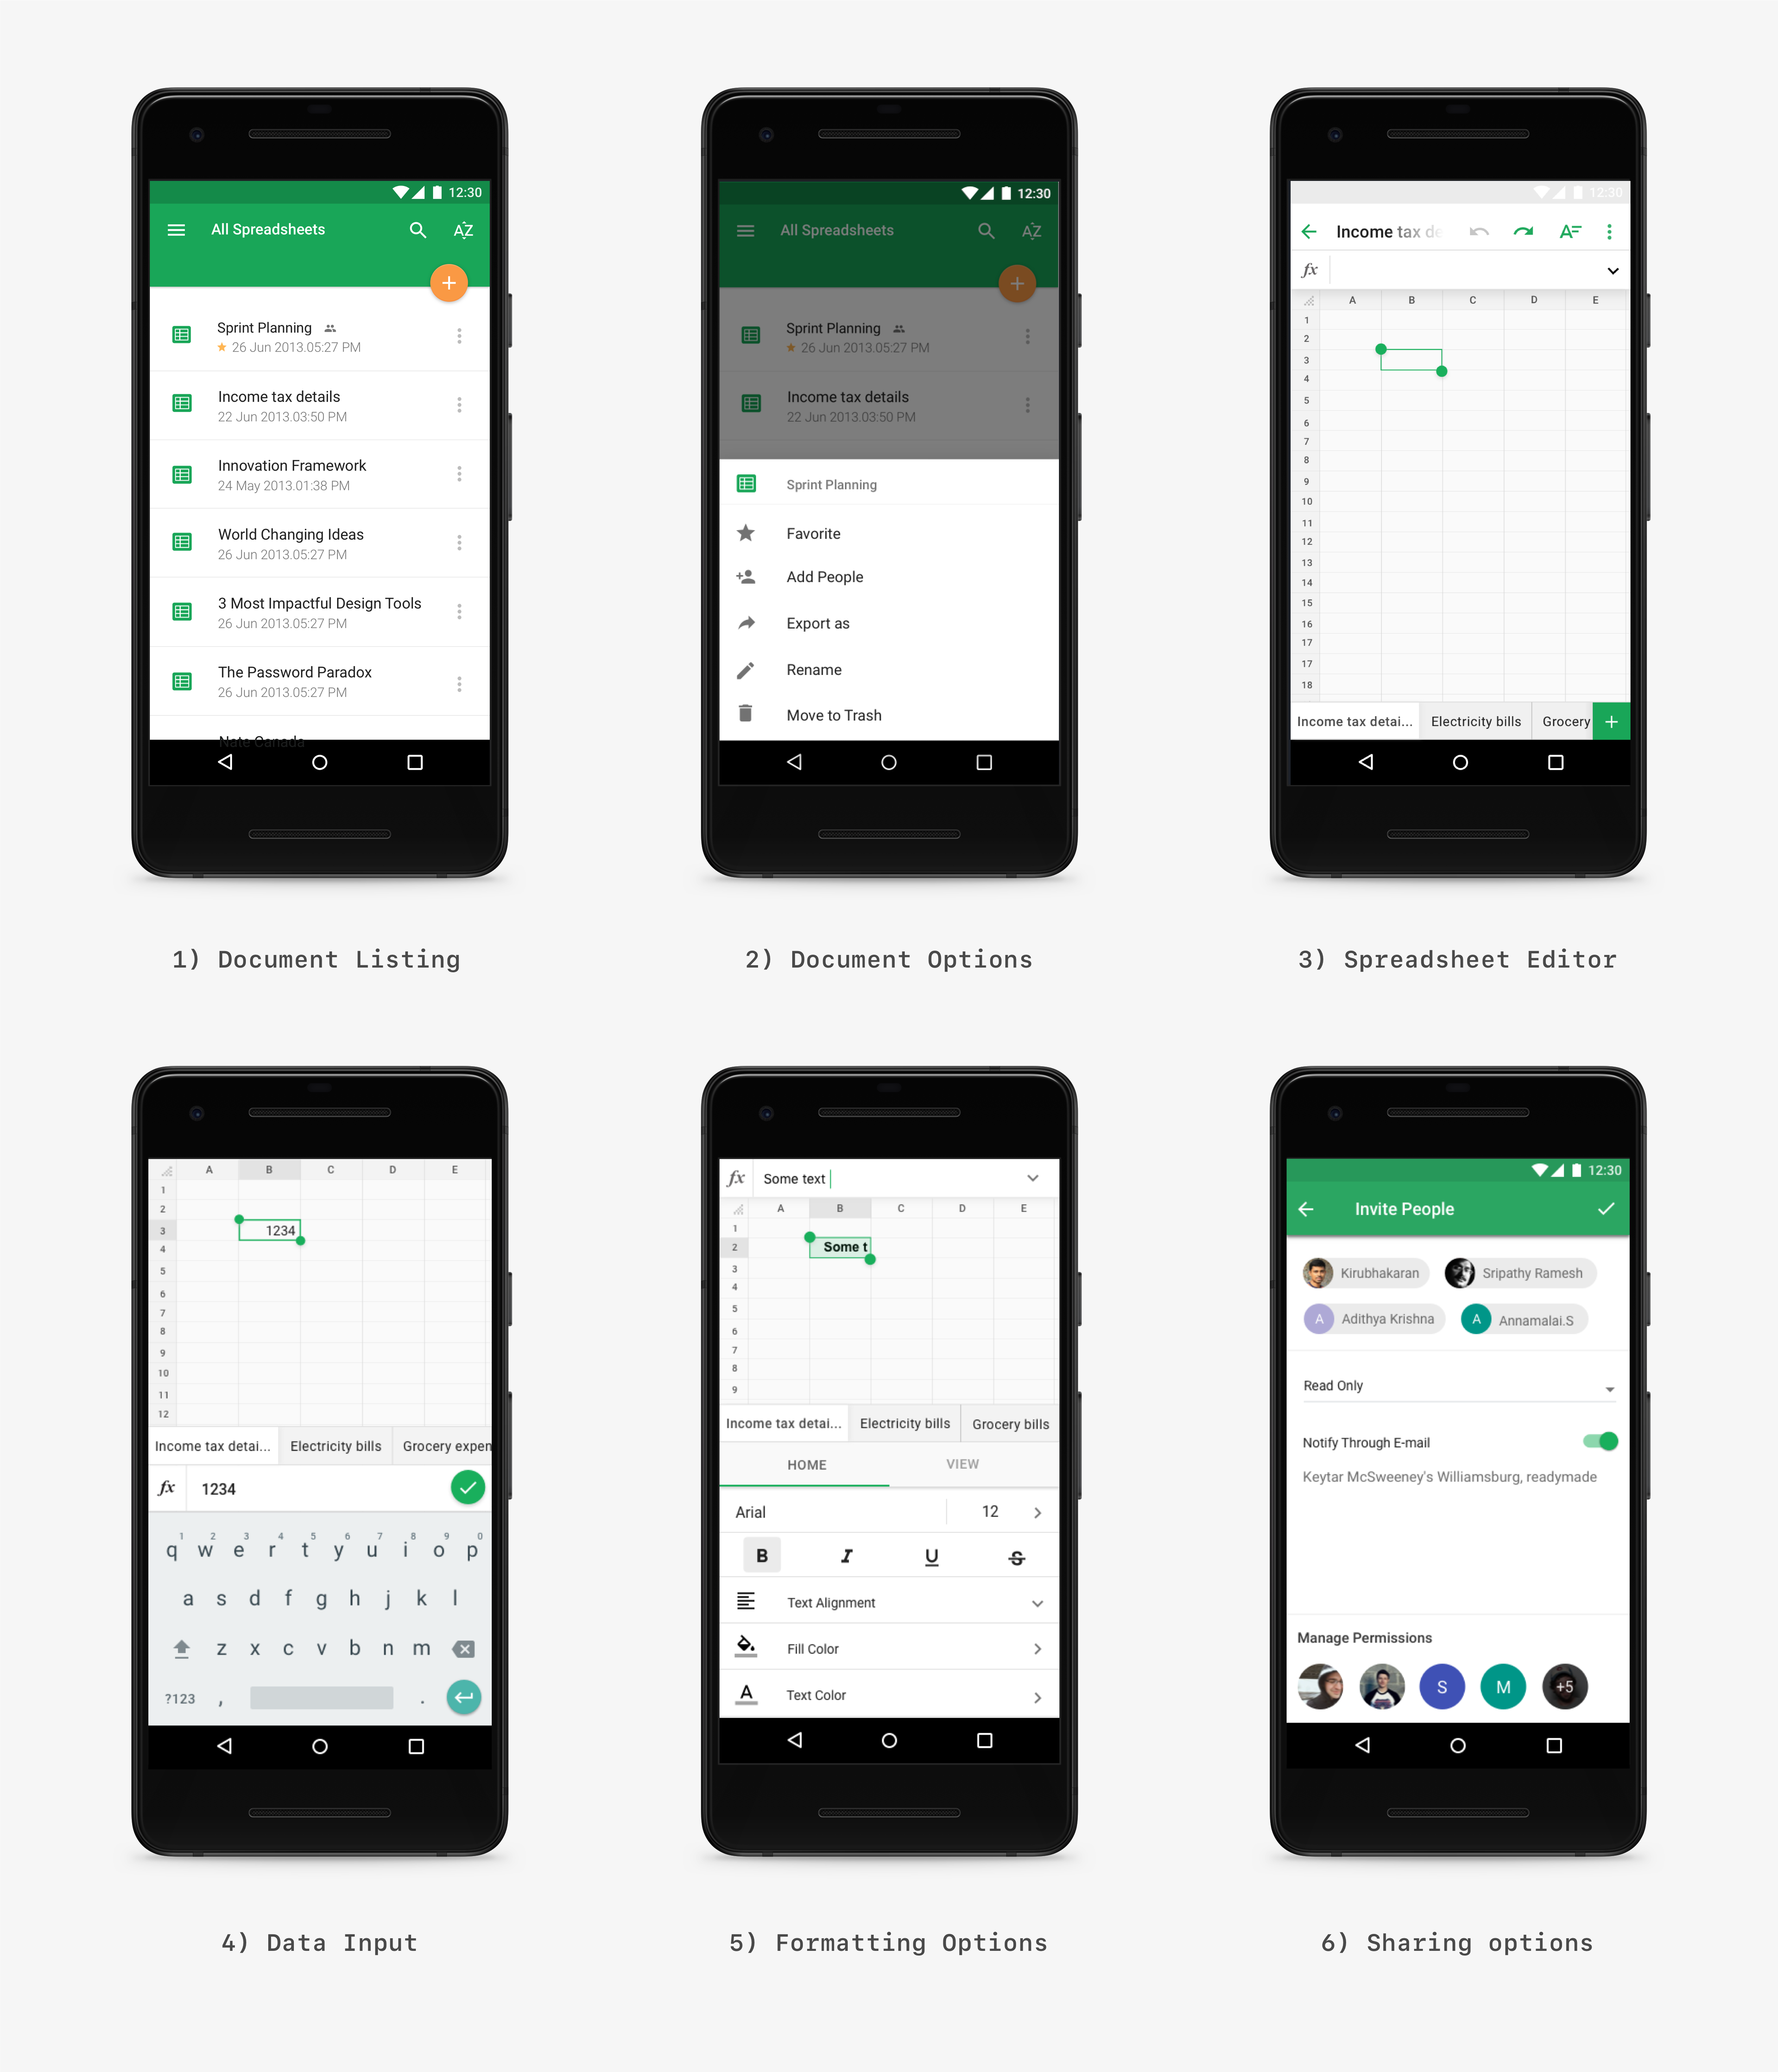 12:30
All Spreadsheets
AZ
Sprint Planning
26 Jun 2013.05:27 PM
Income tax details
22 Jun 2013.03:50 PM
Innovation Framework
24 May 2013.01:38 PM
World Changing Ideas
26 Jun 2013.05:27 PM
3 Most Impactful Design Tools
26 Jun 2013.05:27 PM
The Password Paradox
26 Jun 2013.05:27 PM
Nate Canada
1) Document Listing
12:30
All Spreadsheets
AZ
Sprint Planning
26 Jun 2013.05:27 PM
Income tax details
22 Jun 2013.03:50 PM
Sprint Planning
Favorite
Add People
Export as
Rename
Move to Trash
2) Document Options
12:30
Income tax de
A
fx
A B C D E
1
2
3
4
5
6
7
8
9
10
11
12
13
14
15
16
17
17
18
Income tax detai... Electricity bills Grocery +
3) Spreadsheet Editor
A B C D E
1
2
3 1234
4
5
6
7
8
9
10
11
12
Income tax detai... Electricity bills Grocery expen
fx 1234
1 2 3 4 5 6 7 8 9 0
q w e r t y u i o p
a s d f g h j k l
z x c v b n m
?123 , .
4) Data Input
fx Some text
A B C D E
1
2 Some t
3
4
5
6
7
8
9
Income tax detai... Electricity bills Grocery bills
HOME VIEW
Arial 12
B I U S
Text Alignment
Fill Color
A Text Color
5) Formatting Options
12:30
Invite People
Kirubhakaran Sripathy Ramesh
A Adithya Krishna A Annamalai.S
Read Only
Notify Through E-mail
Keytar McSweeney's Williamsburg, readymade
Manage Permissions
S M +5
6) Sharing options